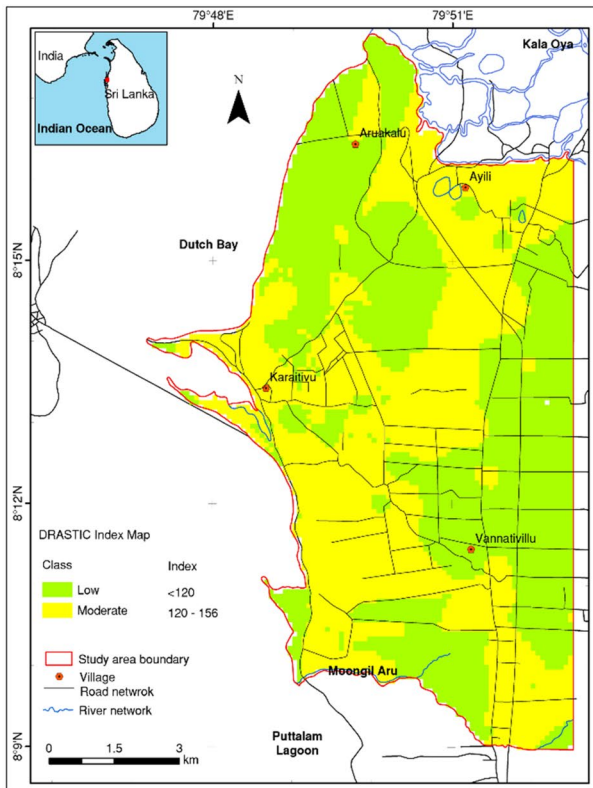 79°48'E
79°51'E
India
Sri Lanka
Indian Ocean
N
Kala Oya
Aruakalu
Ayili
Dutch Bay
8°15'N
Karaitivu
8°12'N
DRASTIC Index Map
Class Index
Low <120
Moderate 120 - 156
Vannativillu
Study area boundary
Village
Road netwrok
River network
Moongil Aru
0 1.5 3
km
Puttalam
Lagoon
8°9'N